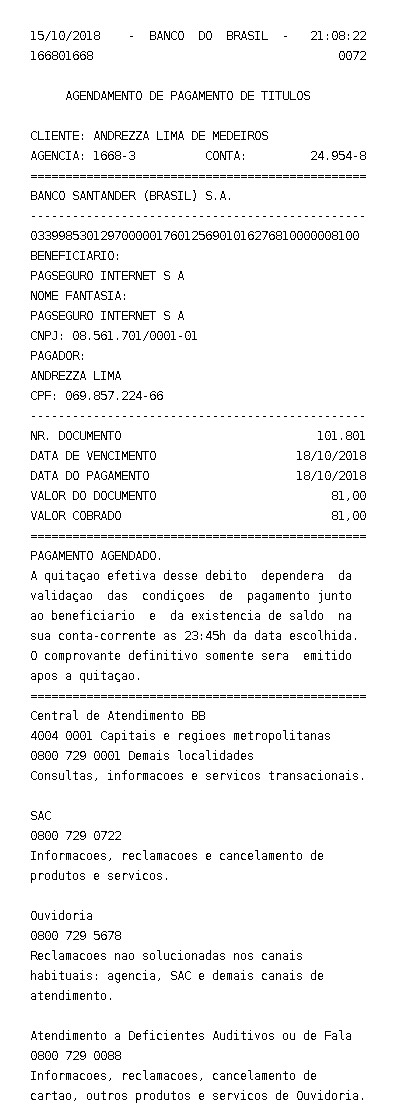 15/10/2018 - BANCO DO BRASIL - 21:08:22
166801668 0072
AGENDAMENTO DE PAGAMENTO DE TITULOS
CLIENTE: ANDREZZA LIMA DE MEDEIROS
AGENCIA: 1668-3 CONTA: 24.954-8
================================================
BANCO SANTANDER (BRASIL) S.A.
------------------------------------------------
03399853012970000017601256901016276810000008100
BENEFICIARIO:
PAGSEGURO INTERNET S A
NOME FANTASIA:
PAGSEGURO INTERNET S A
CNPJ: 08.561.701/0001-01
PAGADOR:
ANDREZZA LIMA
CPF: 069.857.224-66
------------------------------------------------
NR. DOCUMENTO 101.801
DATA DE VENCIMENTO 18/10/2018
DATA DO PAGAMENTO 18/10/2018
VALOR DO DOCUMENTO 81,00
VALOR COBRADO 81,00
================================================
PAGAMENTO AGENDADO.
A quitaçao efetiva desse debito dependera da
validaçao das condiçoes de pagamento junto
ao beneficiario e da existencia de saldo na
sua conta-corrente as 23:45h da data escolhida.
O comprovante definitivo somente sera emitido
apos a quitaçao.
================================================
Central de Atendimento BB
4004 0001 Capitais e regioes metropolitanas
0800 729 0001 Demais localidades
Consultas, informacoes e servicos transacionais.
SAC
0800 729 0722
Informacoes, reclamacoes e cancelamento de
produtos e servicos.
Ouvidoria
0800 729 5678
Reclamacoes nao solucionadas nos canais
habituais: agencia, SAC e demais canais de
atendimento.
Atendimento a Deficientes Auditivos ou de Fala
0800 729 0088
Informacoes, reclamacoes, cancelamento de
cartao, outros produtos e servicos de Ouvidoria.